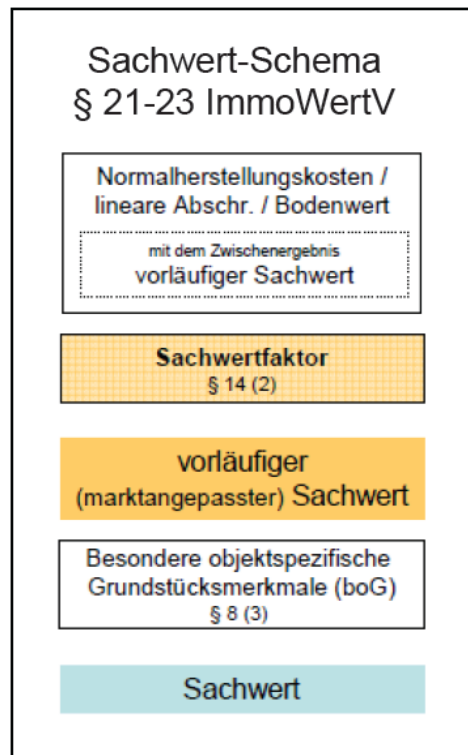 Sachwert-Schema
§ 21-23 ImmoWertV
Normalherstellungskosten /
lineare Abschr. / Bodenwert
mit dem Zwischenergebnis
vorläufiger Sachwert
Sachwertfaktor
§ 14 (2)
vorläufiger
(marktangepasster) Sachwert
Besondere objektspezifische
Grundstücksmerkmale (boG)
§ 8 (3)
Sachwert